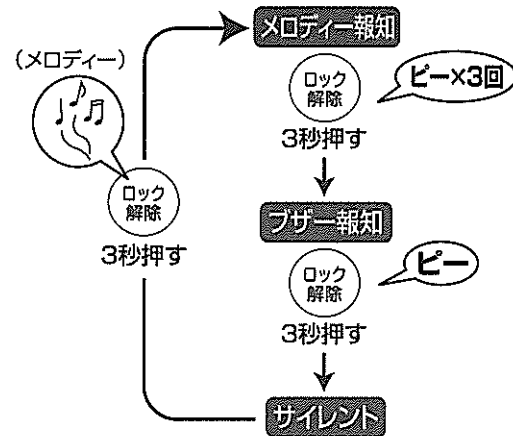 メロディー報知
(メロディー)
ロック
解除
ピー×3回
3秒押す
ロック
解除
3秒押す
ブザー報知
ロック
解除
ピー
3秒押す
サイレント